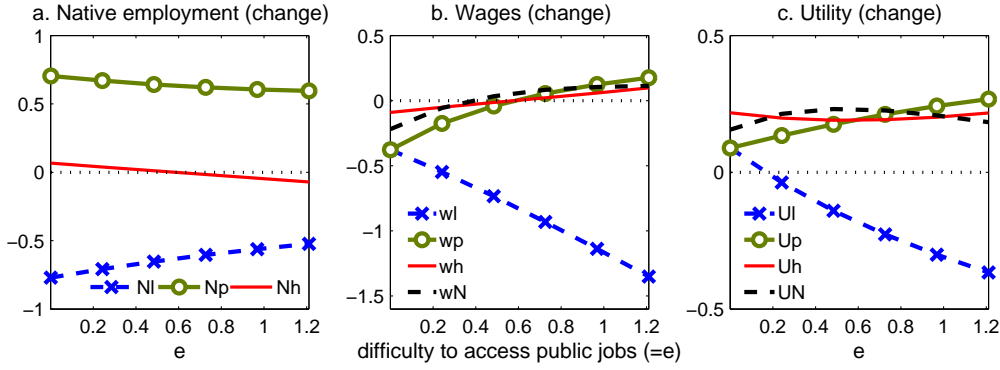 a. Native employment (change)
1
0.5
0
−0.5
−1
Nl Np Nh
0.2 0.4 0.6 0.8 1 1.2
e
b. Wages (change)
0.5
0
−0.5
−1
−1.5
wl
wp
wh
wN
0.2 0.4 0.6 0.8 1 1.2
difficulty to access public jobs (=e)
c. Utility (change)
0.5
0
−0.5
Ul
Up
Uh
UN
0.2 0.4 0.6 0.8 1 1.2
e